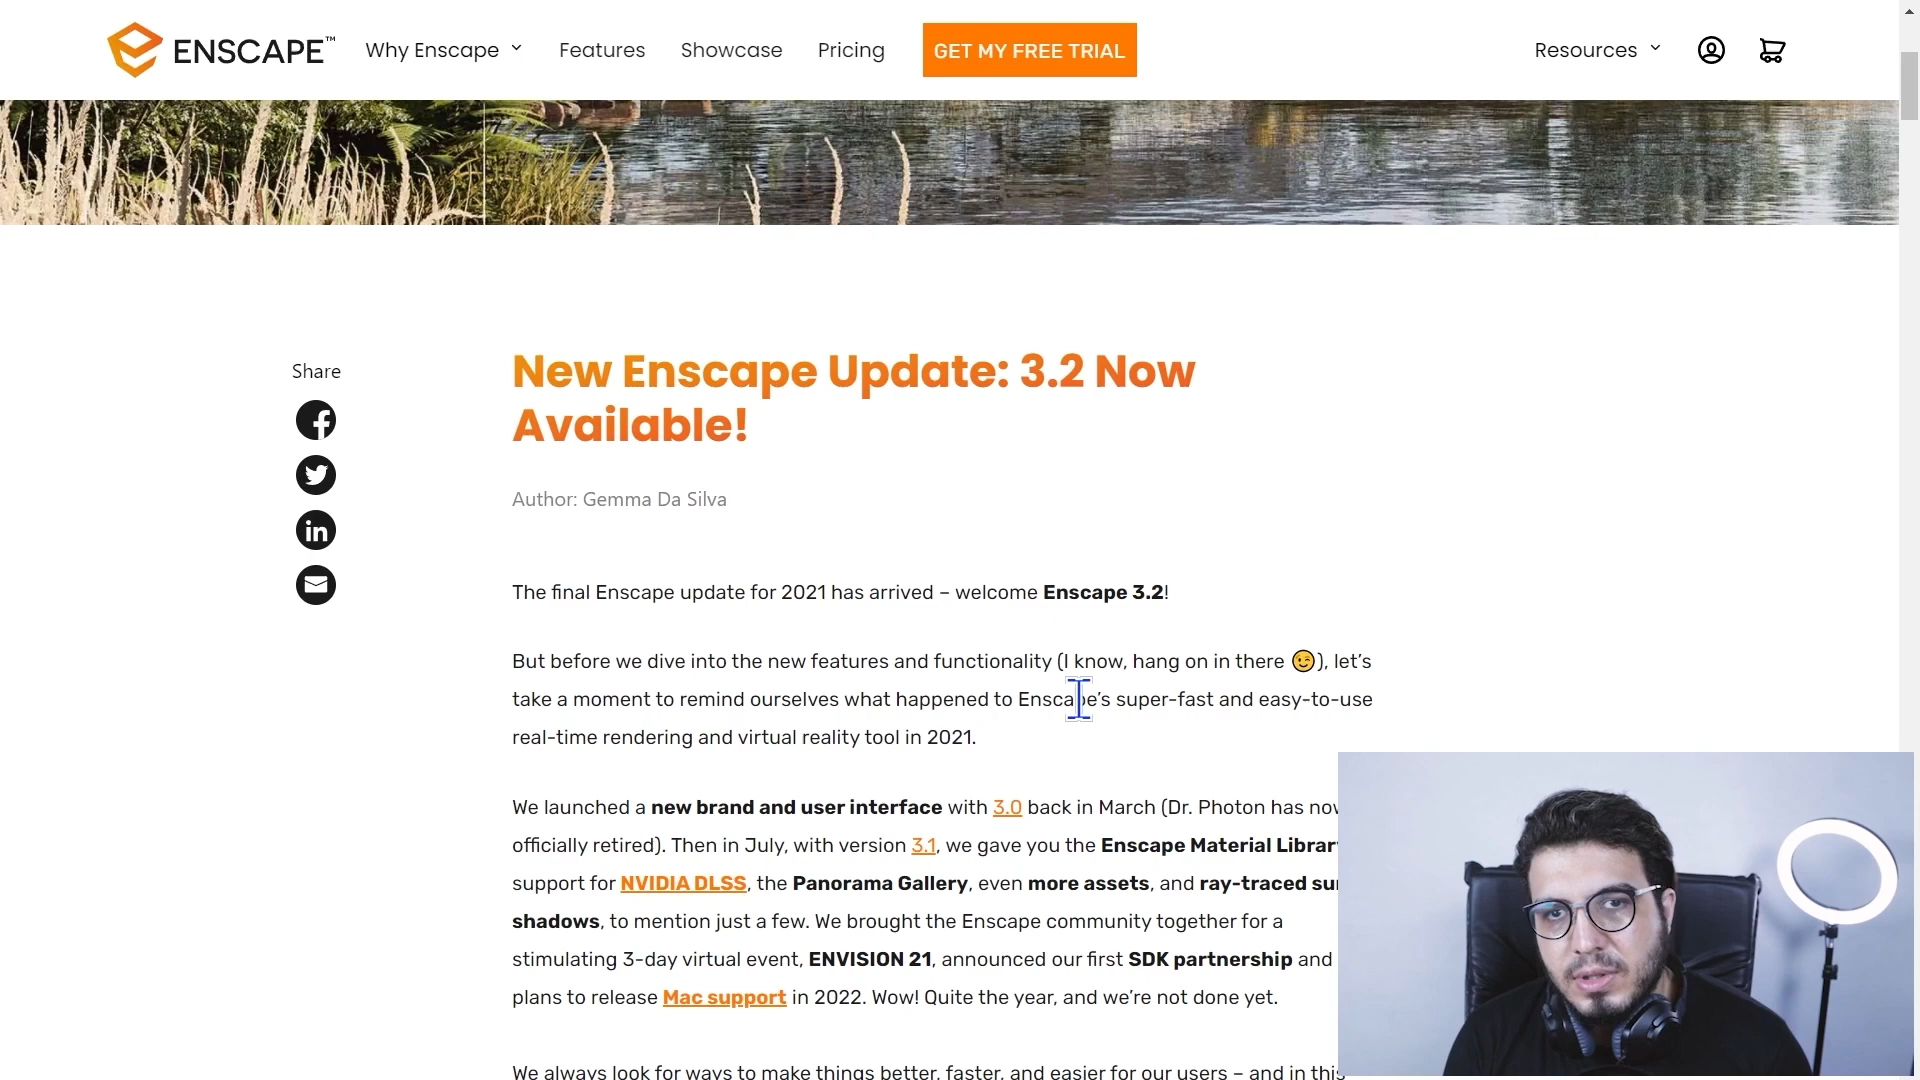 ENSCAPE™ Why Enscape Features Showcase Pricing GET MY FREE TRIAL Resources
Share
New Enscape Update: 3.2 Now
Available!
Author: Gemma Da Silva
The final Enscape update for 2021 has arrived – welcome Enscape 3.2!
But before we dive into the new features and functionality (I know, hang on in there 😉), let’s
take a moment to remind ourselves what happened to Enscape’s super-fast and easy-to-use
real-time rendering and virtual reality tool in 2021.
We launched a new brand and user interface with 3.0 back in March (Dr. Photon has now
officially retired). Then in July, with version 3.1, we gave you the Enscape Material Library
support for NVIDIA DLSS, the Panorama Gallery, even more assets, and ray-traced sun
shadows, to mention just a few. We brought the Enscape community together for a
stimulating 3-day virtual event, ENVISION 21, announced our first SDK partnership and
plans to release Mac support in 2022. Wow! Quite the year, and we’re not done yet.
We always look for ways to make things better, faster, and easier for our users – and in this